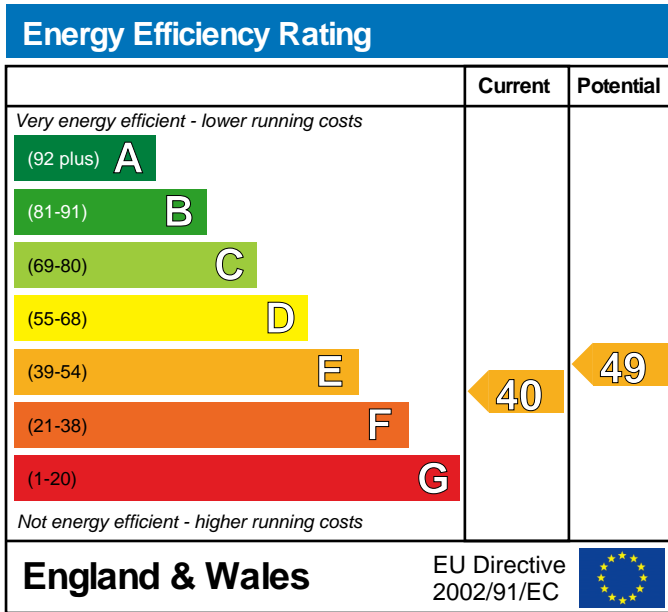 Energy Efficiency Rating
Current Potential
Very energy efficient - lower running costs
(92 plus) A
(81-91) B
(69-80) C
(55-68) D
(39-54) E
(21-38) F
(1-20) G
40
49
Not energy efficient - higher running costs
England & Wales
EU Directive
2002/91/EC